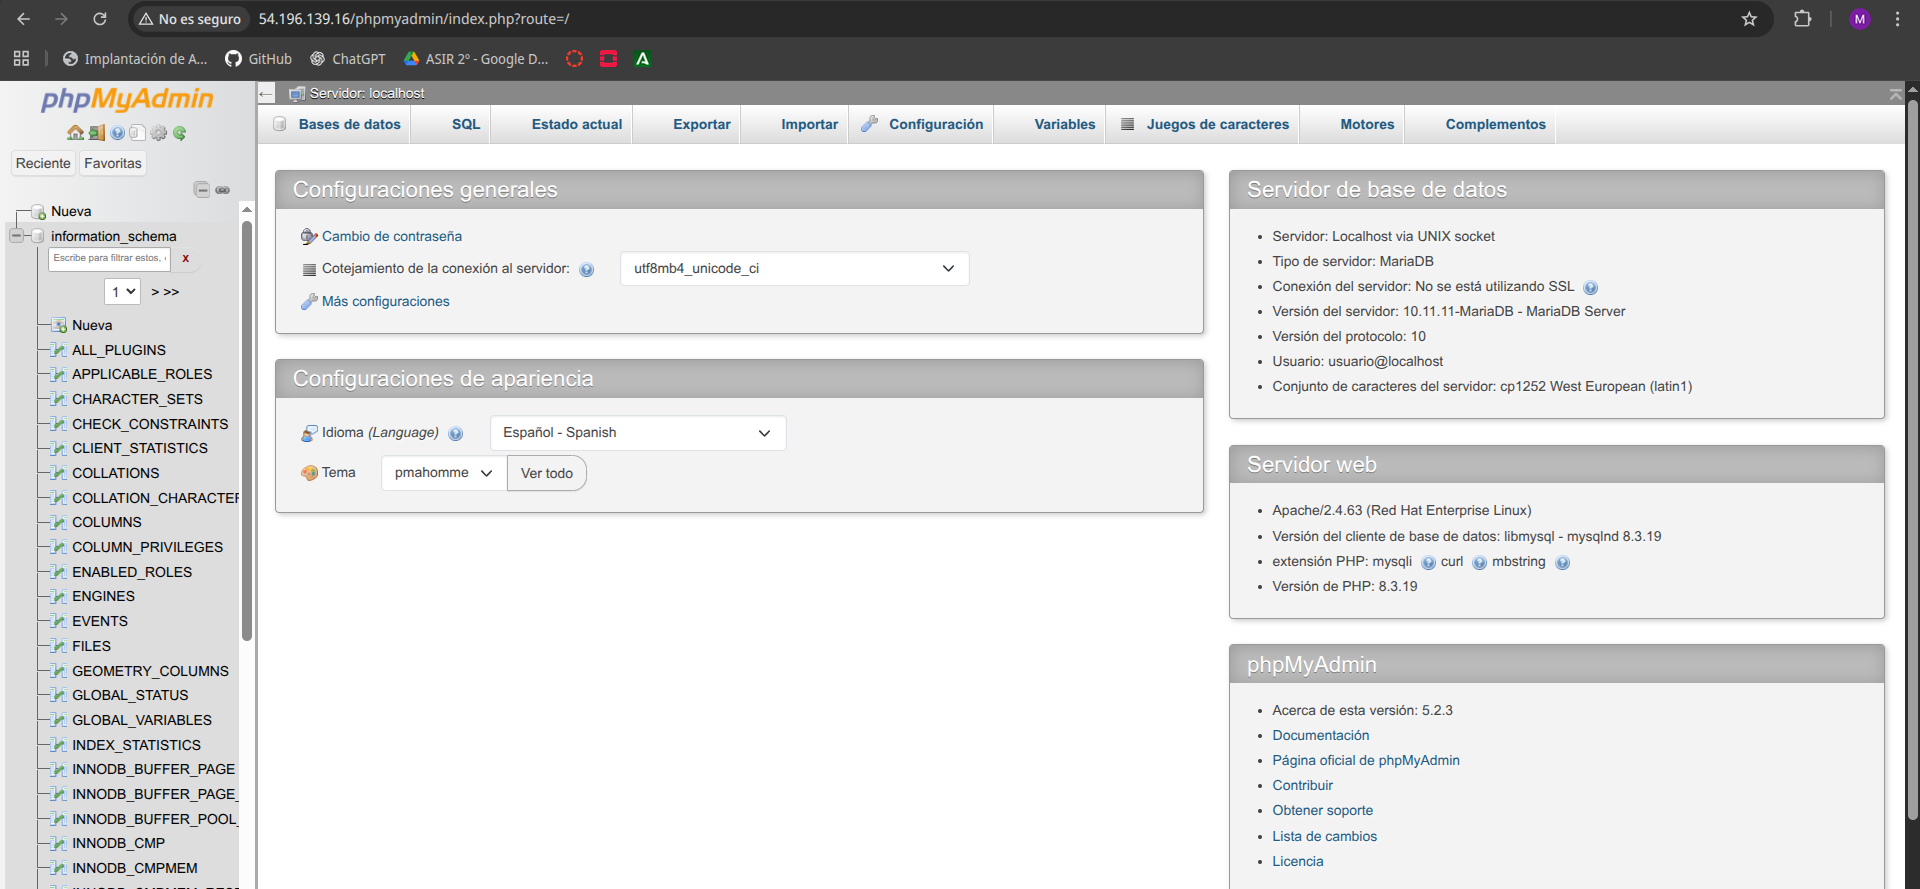 No es seguro
54.196.139.16/phpmyadmin/index.php?route=/
M
Implantación de A...
GitHub
ChatGPT
ASIR 2º - Google D...
phpMyAdmin
Reciente
Favoritas
Nueva
information_schema
Escribe para filtrar estos,
x
1
> >>
Nueva
ALL_PLUGINS
APPLICABLE_ROLES
CHARACTER_SETS
CHECK_CONSTRAINTS
CLIENT_STATISTICS
COLLATIONS
COLLATION_CHARACTER
COLUMNS
COLUMN_PRIVILEGES
ENABLED_ROLES
ENGINES
EVENTS
FILES
GEOMETRY_COLUMNS
GLOBAL_STATUS
GLOBAL_VARIABLES
INDEX_STATISTICS
INNODB_BUFFER_PAGE
INNODB_BUFFER_PAGE_
INNODB_BUFFER_POOL_
INNODB_CMP
INNODB_CMPMEM
Servidor: localhost
Bases de datos
SQL
Estado actual
Exportar
Importar
Configuración
Variables
Juegos de caracteres
Motores
Complementos
Configuraciones generales
Cambio de contraseña
Cotejamiento de la conexión al servidor:
utf8mb4_unicode_ci
Más configuraciones
Configuraciones de apariencia
Idioma (Language)
Español - Spanish
Tema
pmahomme
Ver todo
Servidor de base de datos
Servidor: Localhost via UNIX socket
Tipo de servidor: MariaDB
Conexión del servidor: No se está utilizando SSL
Versión del servidor: 10.11.11-MariaDB - MariaDB Server
Versión del protocolo: 10
Usuario: usuario@localhost
Conjunto de caracteres del servidor: cp1252 West European (latin1)
Servidor web
Apache/2.4.63 (Red Hat Enterprise Linux)
Versión del cliente de base de datos: libmysql - mysqlnd 8.3.19
extensión PHP: mysqli curl mbstring
Versión de PHP: 8.3.19
phpMyAdmin
Acerca de esta versión: 5.2.3
Documentación
Página oficial de phpMyAdmin
Contribuir
Obtener soporte
Lista de cambios
Licencia